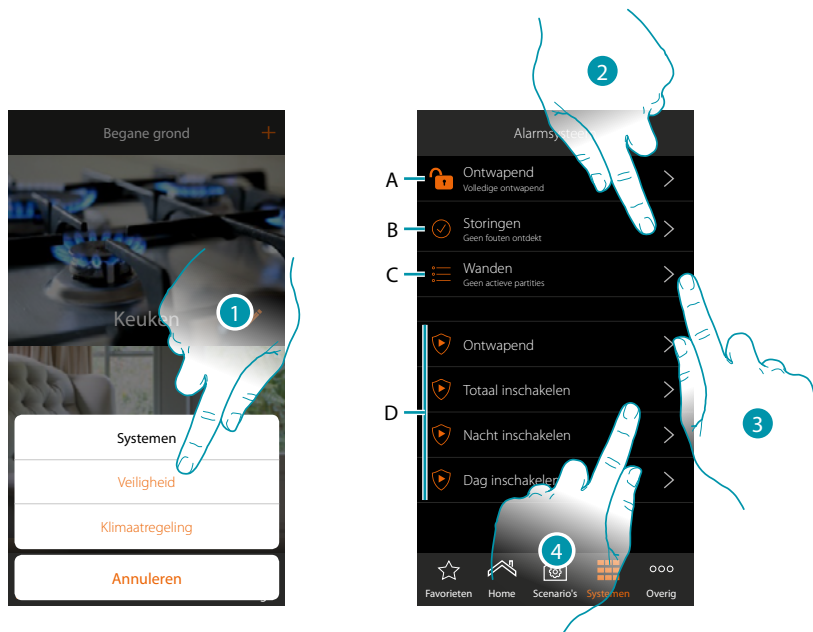 Begane grond
Keuken
1
Systemen
Veiligheid
Klimaatregeling
Annuleren
2
A
B
C
D
Ontwapend
Volledige ontwapend
Storingen
Geen fouten ontdekt
Wanden
Geen actieve partities
Ontwapend
Totaal inschakelen
Nacht inschakelen
Dag inschakelen
3
4
Favorieten
Home
Scenario's
Systemen
Overig